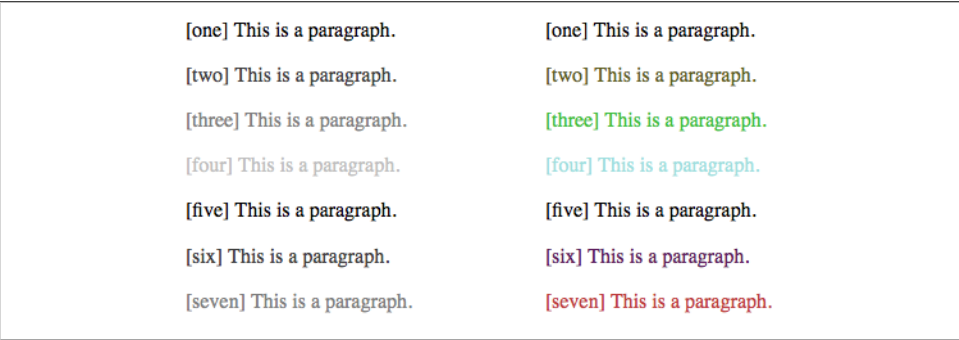 [one] This is a paragraph.
[two] This is a paragraph.
[three] This is a paragraph.
[four] This is a paragraph.
[five] This is a paragraph.
[six] This is a paragraph.
[seven] This is a paragraph.
[one] This is a paragraph.
[two] This is a paragraph.
[three] This is a paragraph.
[four] This is a paragraph.
[five] This is a paragraph.
[six] This is a paragraph.
[seven] This is a paragraph.